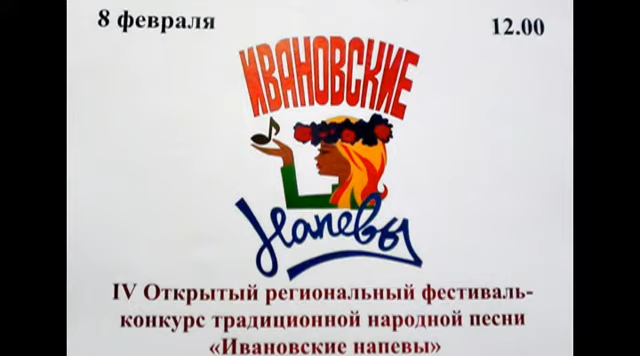 8 февраля
12.00
ИВАНОВСКИЕ
Напевы
IV Открытый региональный фестиваль-
конкурс традиционной народной песни
«Ивановские напевы»